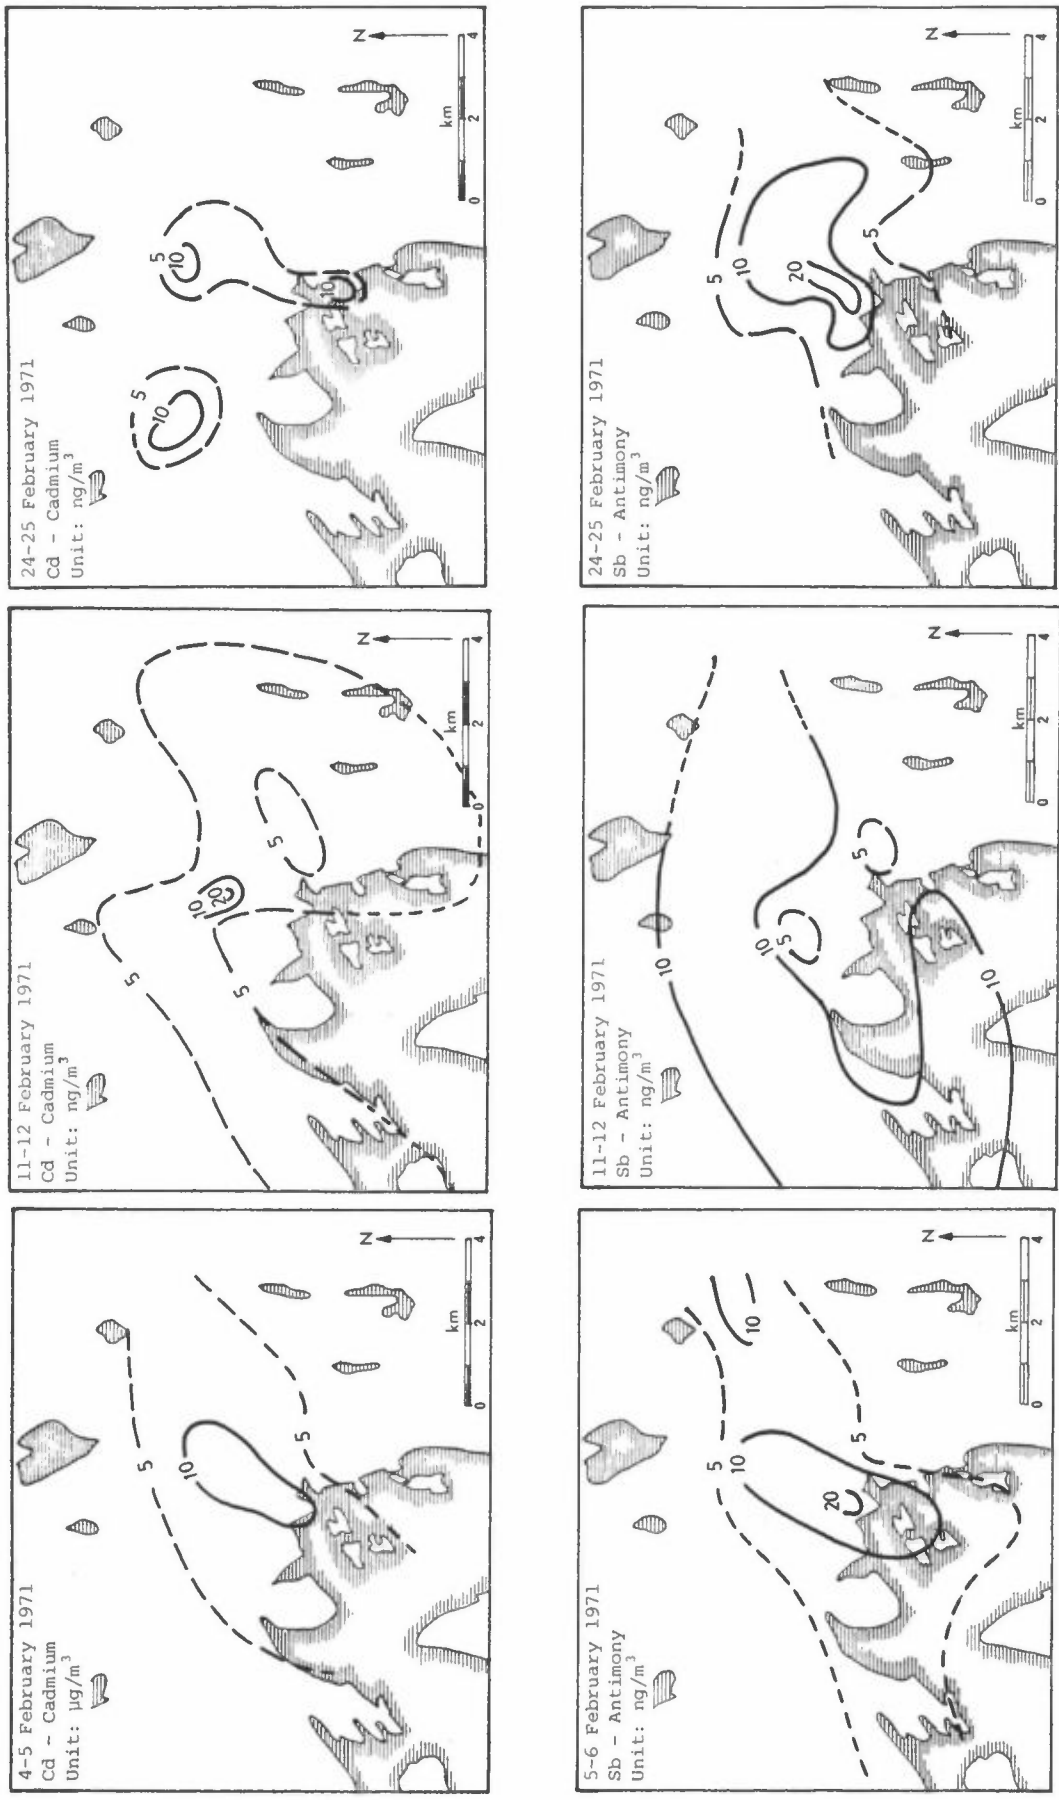 4-5 February 1971
Cd - Cadmium
Unit: µg/m³
5
10
5
N
km
0 2 4
11-12 February 1971
Cd - Cadmium
Unit: ng/m³
5
5
10
20
5
N
km
0 2 4
24-25 February 1971
Cd - Cadmium
Unit: ng/m³
5
10
5
10
10
N
km
0 2 4
5-6 February 1971
Sb - Antimony
Unit: ng/m³
5
10
20
5
10
N
km
0 2 4
11-12 February 1971
Sb - Antimony
Unit: ng/m³
10
10
5
5
10
N
km
0 2 4
24-25 February 1971
Sb - Antimony
Unit: ng/m³
5
10
20
5
N
km
0 2 4